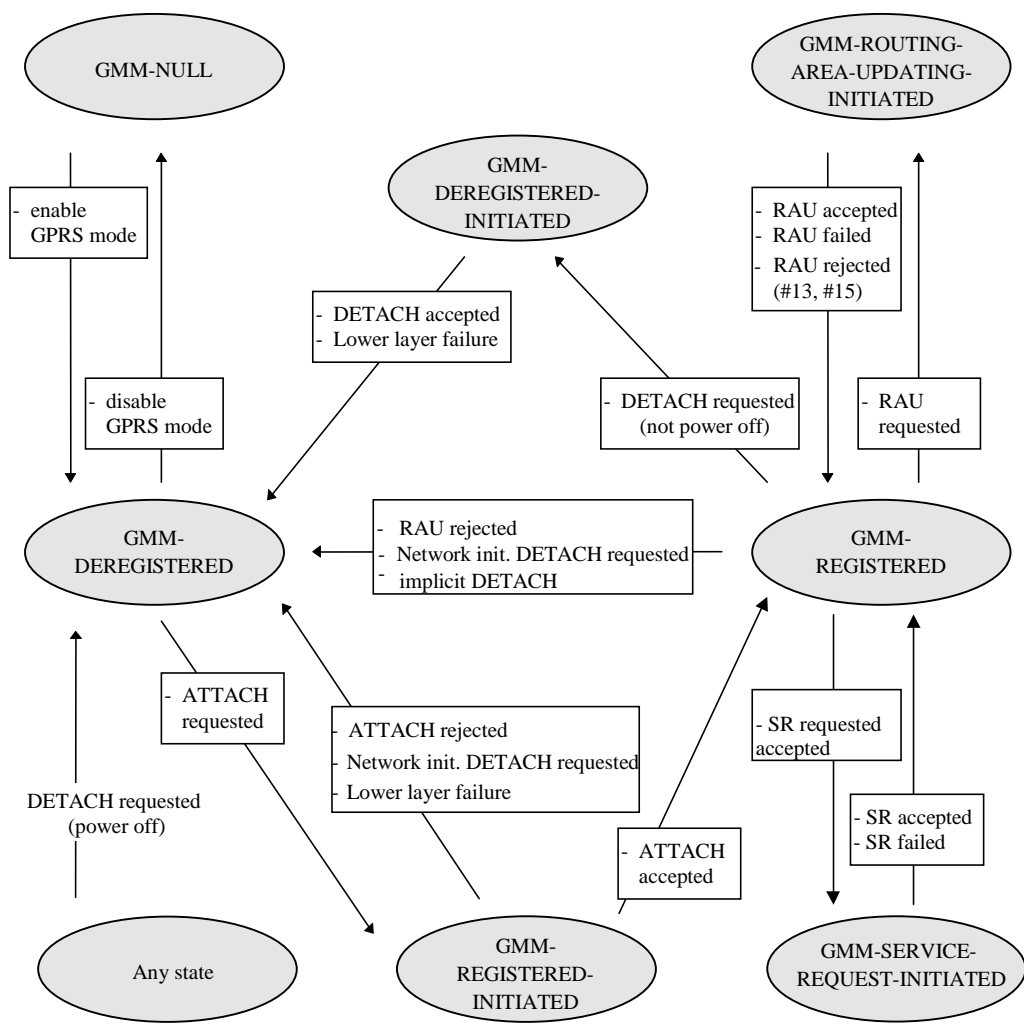 GMM-NULL
GMM-ROUTING-
AREA-UPDATING-
INITIATED
GMM-
DEREGISTERED-
INITIATED
- enable
GPRS mode
- RAU accepted
- RAU failed
- RAU rejected
(#13, #15)
- DETACH accepted
- Lower layer failure
- disable
GPRS mode
- DETACH requested
(not power off)
- RAU
requested
GMM-
DEREGISTERED
- RAU rejected
- Network init. DETACH requested
- implicit DETACH
GMM-
REGISTERED
- ATTACH
requested
- ATTACH rejected
- Network init. DETACH requested
- Lower layer failure
- SR requested
accepted
DETACH requested
(power off)
- ATTACH
accepted
- SR accepted
- SR failed
Any state
GMM-
REGISTERED-
INITIATED
GMM-SERVICE-
REQUEST-INITIATED